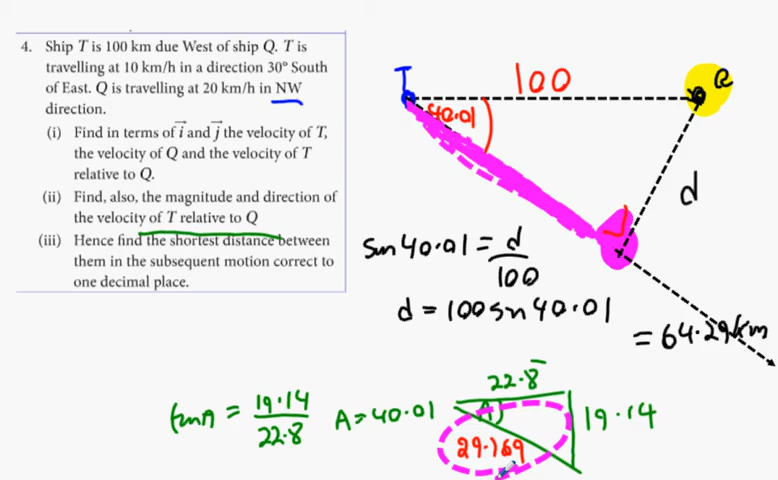 4. Ship T is 100 km due West of ship Q. T is
travelling at 10 km/h in a direction 30° South
of East. Q is travelling at 20 km/h in NW
direction.
(i) Find in terms of i⃗ and j⃗ the velocity of T,
the velocity of Q and the velocity of T
relative to Q.
(ii) Find, also, the magnitude and direction of
the velocity of T relative to Q
(iii) Hence find the shortest distance between
them in the subsequent motion correct to
one decimal place.
T
100
Q
40.01
d
sin 40.01 = d/100
d = 100 sin 40.01
= 64.29km
tan A = 19.14/22.8
A = 40.01
22.8
A
19.14
29.769